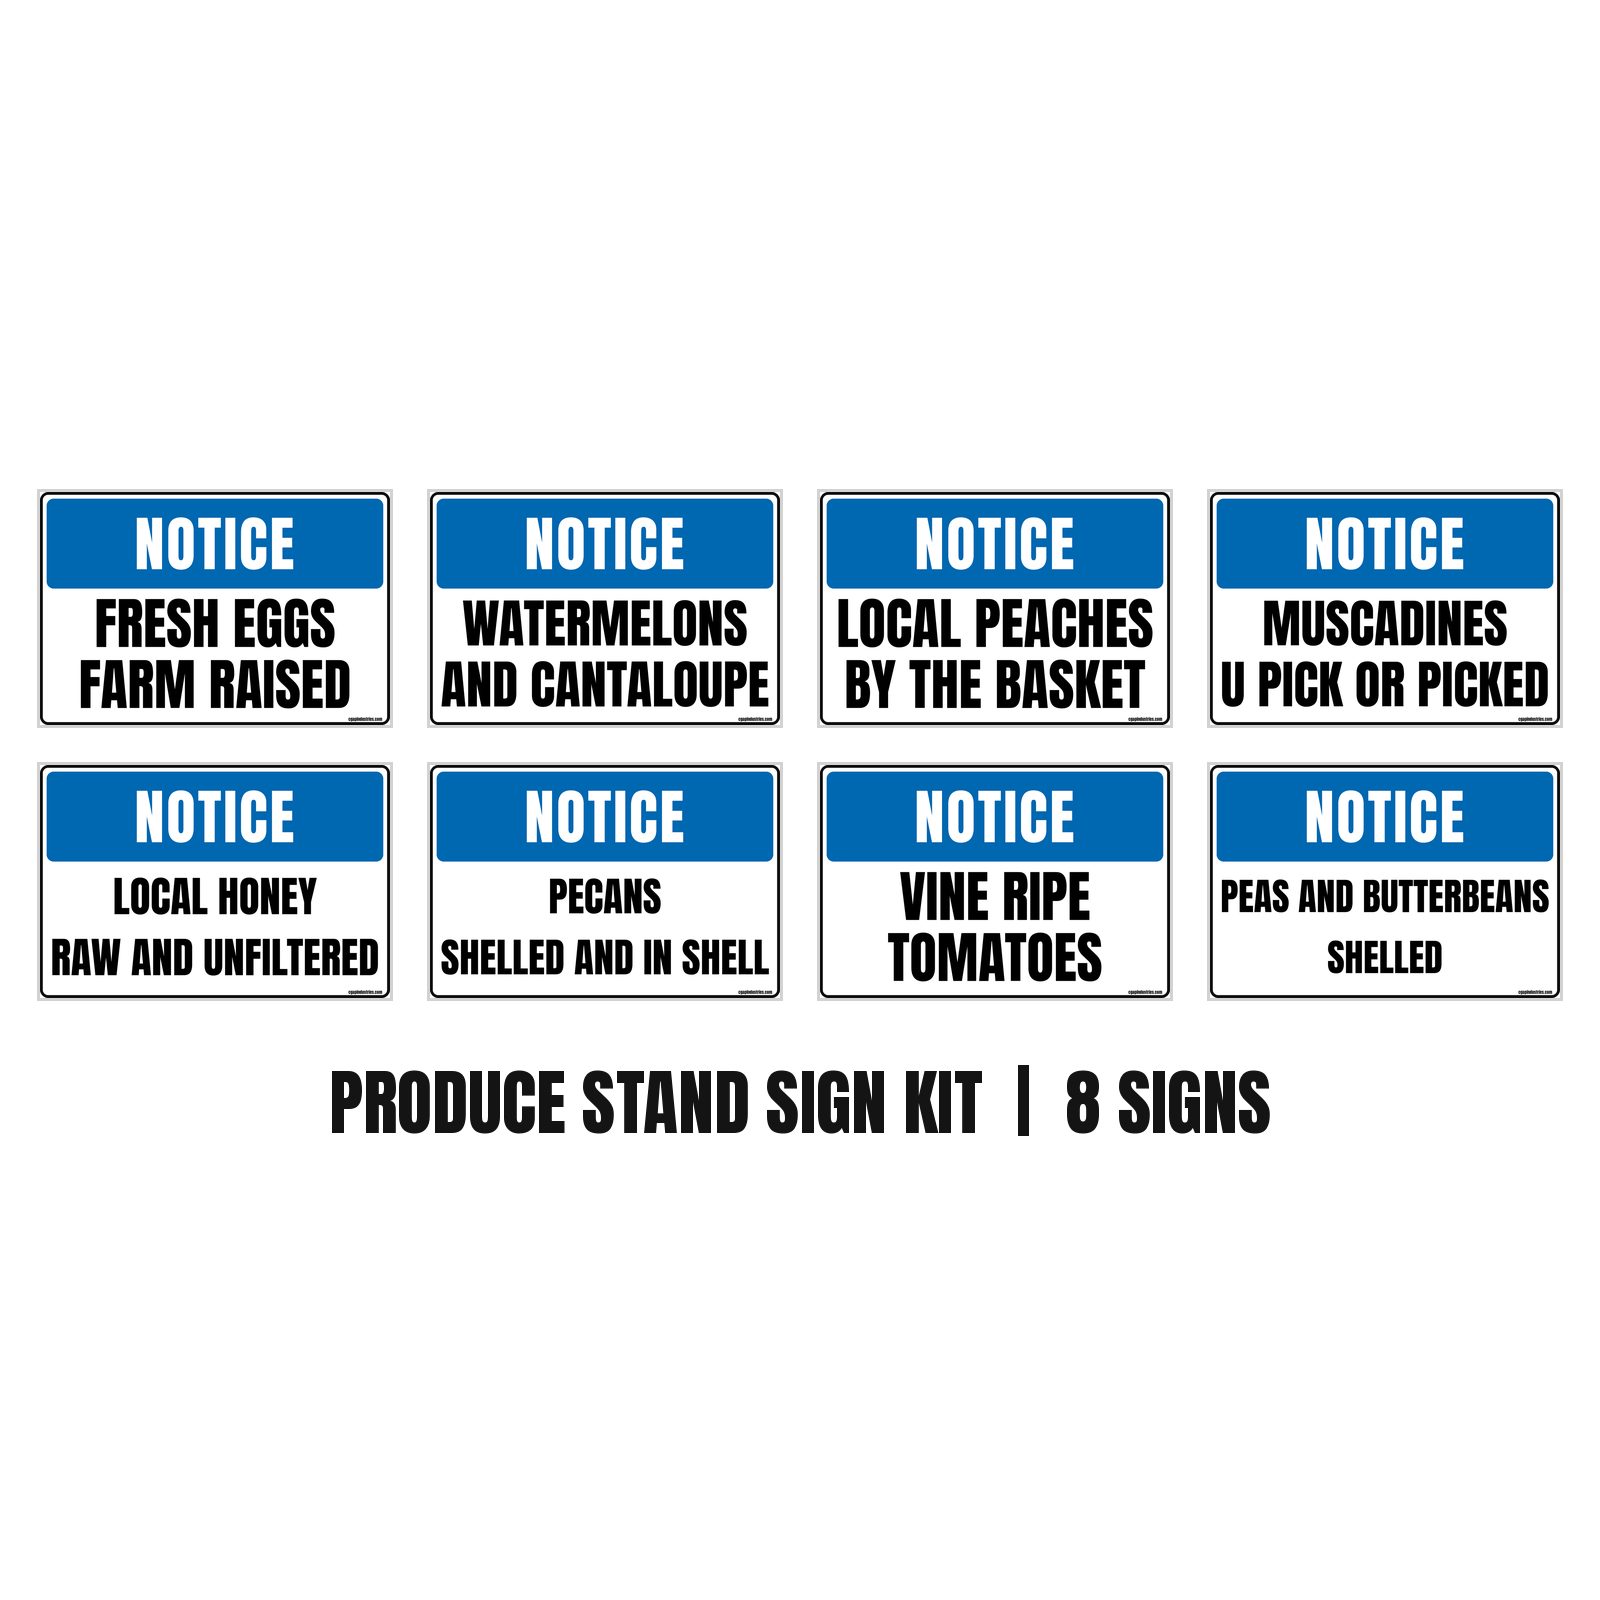 NOTICE
FRESH EGGS
FARM RAISED
NOTICE
WATERMELONS
AND CANTALOUPE
NOTICE
LOCAL PEACHES
BY THE BASKET
NOTICE
MUSCADINES
U PICK OR PICKED
NOTICE
LOCAL HONEY
RAW AND UNFILTERED
NOTICE
PECANS
SHELLED AND IN SHELL
NOTICE
VINE RIPE
TOMATOES
NOTICE
PEAS AND BUTTERBEANS
SHELLED
PRODUCE STAND SIGN KIT | 8 SIGNS